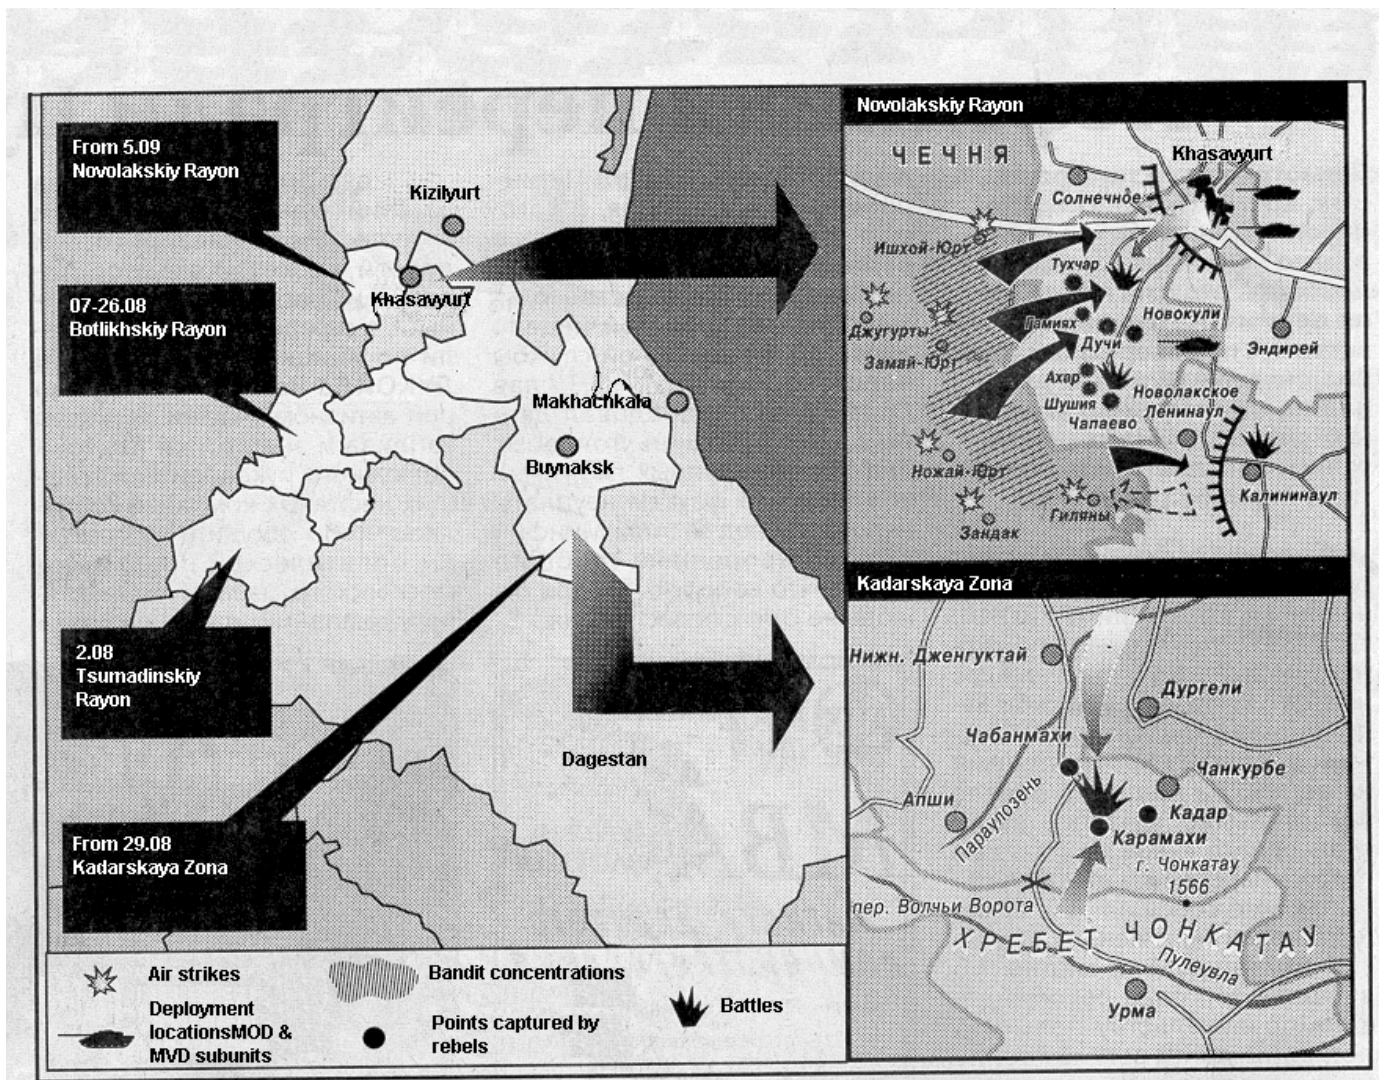 From 5.09
Novolakskiy Rayon
07-26.08
Botlikhskiy Rayon
2.08
Tsumadinskiy
Rayon
From 29.08
Kadarskaya Zona
Kizilyurt
Khasavyurt
Makhachkala
Buynaksk
Dagestan
Novolakskiy Rayon
ЧЕЧНЯ
Khasavyurt
Солнечное
Ишхой-Юрт
Тухчар
Джугурты
Замай-Юрт
Гамиях
Новокули
Дучи
Эндирей
Ахар
Шушия
Новолакское
Ленинаул
Чапаево
Ножай-Юрт
Зандак
Гиляны
Калининаул
Kadarskaya Zona
Нижн. Дженгуктай
Дургели
Чабанмахи
Чанкурбе
Апши
Параулозень
Кадар
Карамахи
г. Чонкатау
1566
пер. Волчьи Ворота
ХРЕБЕТ ЧОНКАТАУ
Пулеувла
Урма
Air strikes
Deployment
locationsMOD &
MVD subunits
Bandit concentrations
Points captured by
rebels
Battles